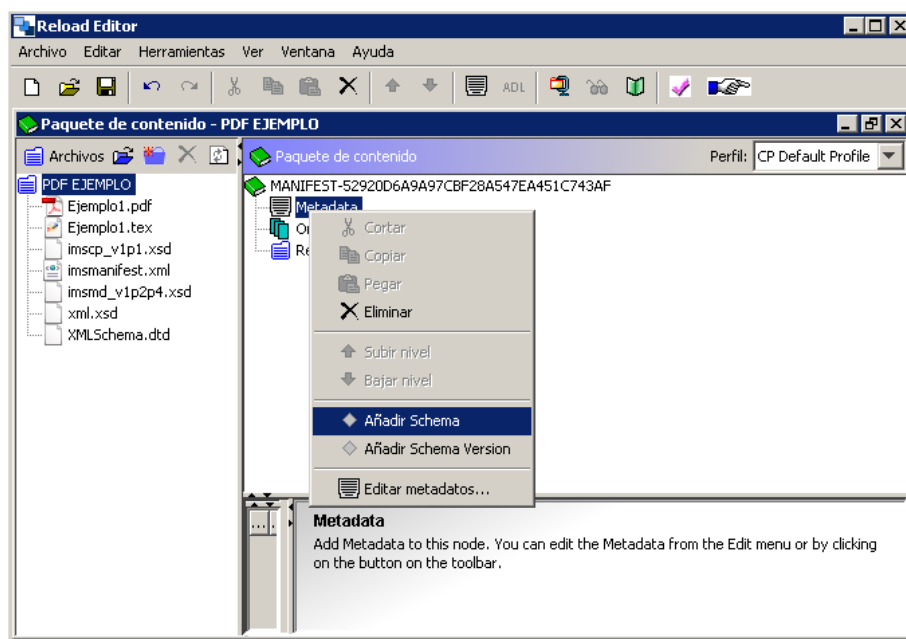 Reload Editor
Archivo Editar Herramientas Ver Ventana Ayuda
ADL
Paquete de contenido - PDF EJEMPLO
Archivos
Paquete de contenido
Perfil: CP Default Profile
PDF EJEMPLO
Ejemplo1.pdf
Ejemplo1.tex
imscp_v1p1.xsd
imsmanifest.xml
imsmd_v1p2p4.xsd
xml.xsd
XMLSchema.dtd
MANIFEST-52920D6A9A97CBF28A547EA451C743AF
Metadata
Or
Re
Cortar
Copiar
Pegar
Eliminar
Subir nivel
Bajar nivel
Añadir Schema
Añadir Schema Version
Editar metadatos...
...
Metadata
Add Metadata to this node. You can edit the Metadata from the Edit menu or by clicking
on the button on the toolbar.